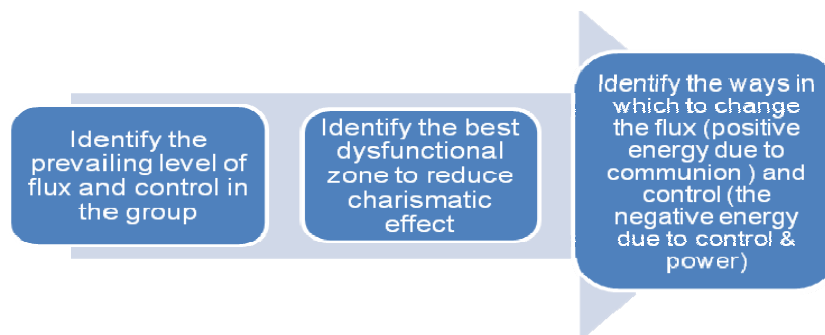 Identify the
prevailing level of
flux and control in
the group
Identify the best
dysfunctional
zone to reduce
charismatic
effect
Identify the ways in
which to change
the flux (positive
energy due to
communion ) and
control (the
negative energy
due to control &
power)